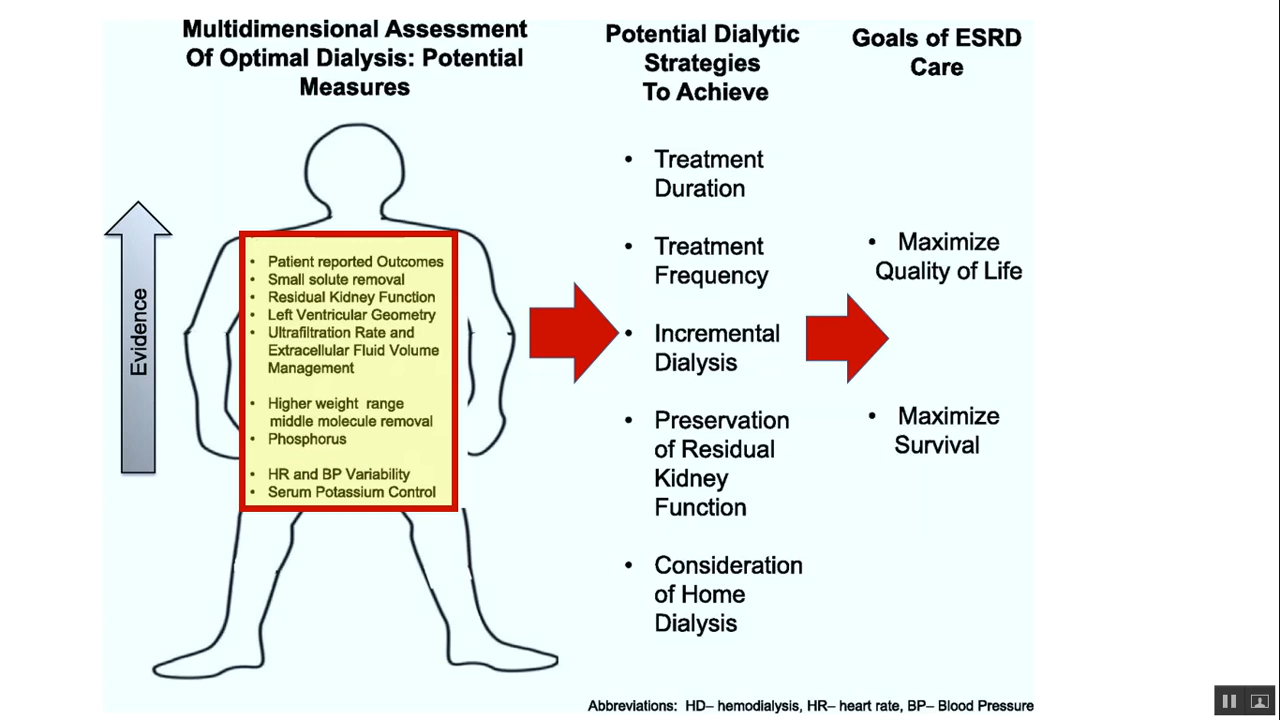 Multidimensional Assessment
Of Optimal Dialysis: Potential
Measures
Evidence
• Patient reported Outcomes
• Small solute removal
• Residual Kidney Function
• Left Ventricular Geometry
• Ultrafiltration Rate and
Extracellular Fluid Volume
Management
• Higher weight range
middle molecule removal
• Phosphorus
• HR and BP Variability
• Serum Potassium Control
Potential Dialytic
Strategies
To Achieve
• Treatment
Duration
• Treatment
Frequency
• Incremental
Dialysis
• Preservation
of Residual
Kidney
Function
• Consideration
of Home
Dialysis
Goals of ESRD
Care
• Maximize
Quality of Life
• Maximize
Survival
Abbreviations: HD– hemodialysis, HR– heart rate, BP– Blood Pressure